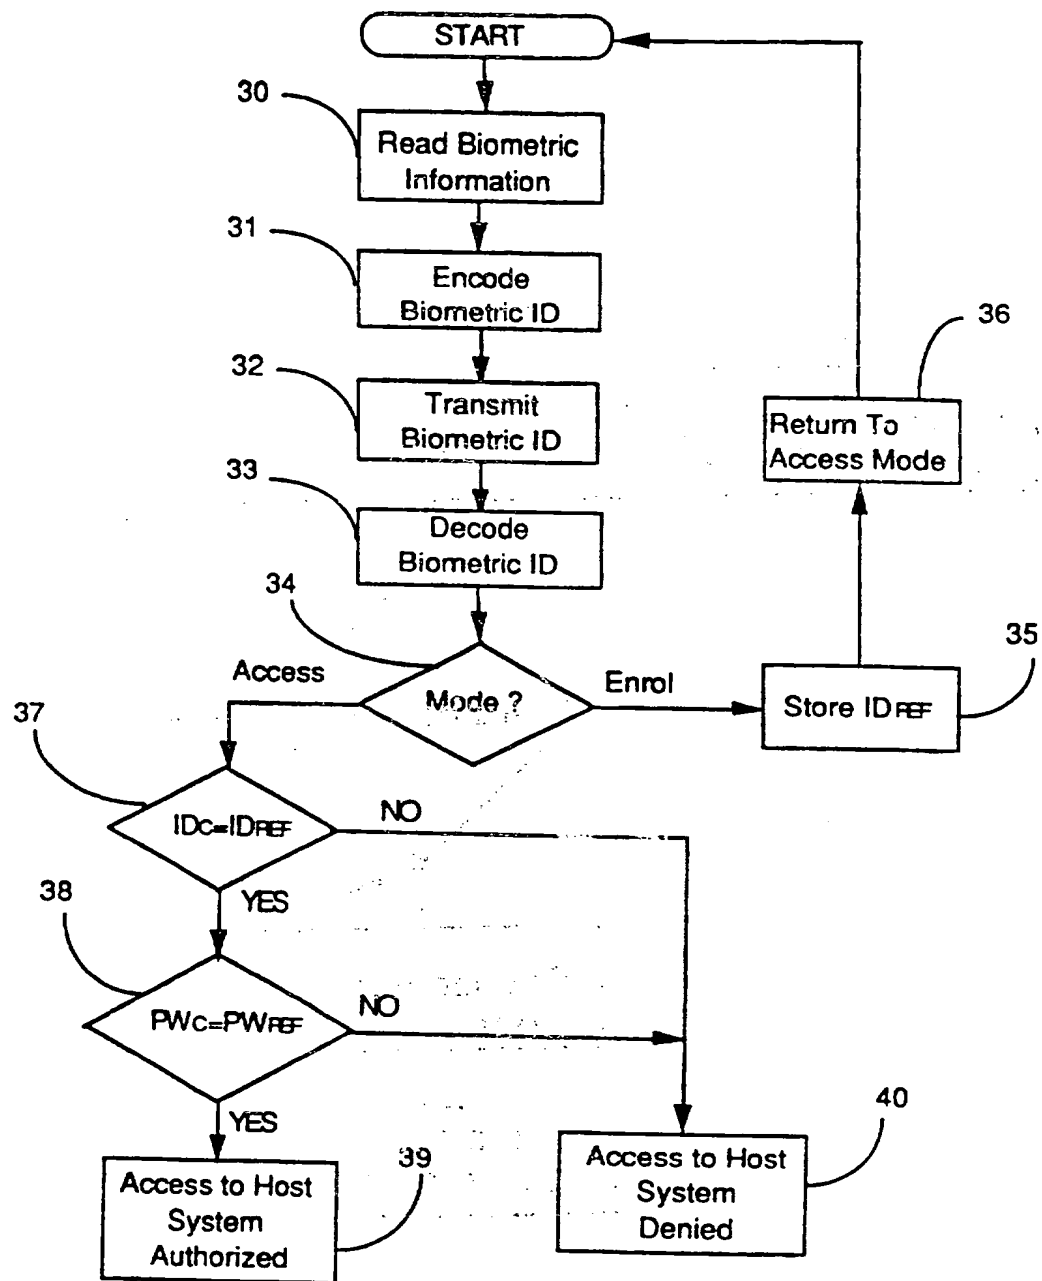 START
30
Read Biometric
Information
31
Encode
Biometric ID
36
32
Transmit
Biometric ID
Return To
Access Mode
33
Decode
Biometric ID
34
35
Access
Mode ?
Enrol
Store IDREF
37
IDC=IDREF
NO
YES
38
PWC=PWREF
NO
YES
40
39
Access to Host
System
Denied
Access to Host
System
Authorized